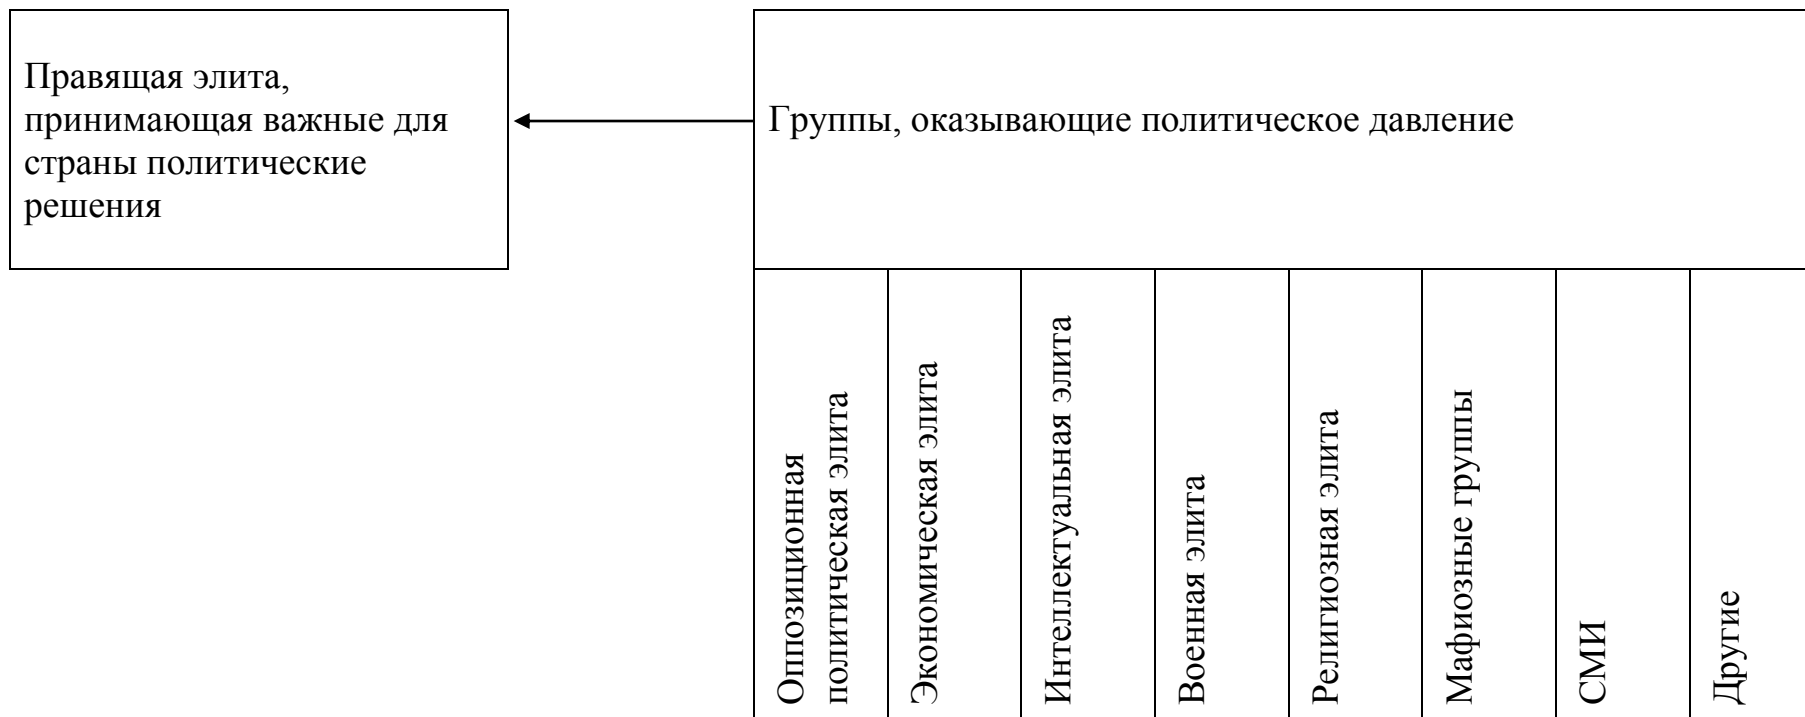 Правящая элита,
принимающая важные для
страны политические
решения
Группы, оказывающие политическое давление
Оппозиционная
политическая элита
Экономическая элита
Интеллектуальная элита
Военная элита
Религиозная элита
Мафиозные группы
СМИ
Другие